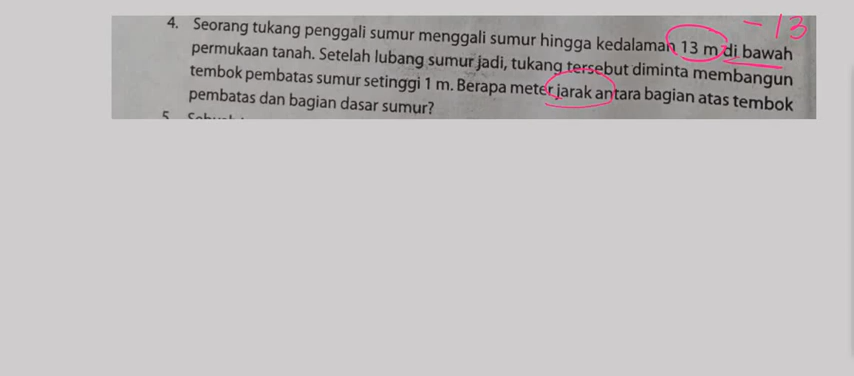 -13
4. Seorang tukang penggali sumur menggali sumur hingga kedalaman 13 m di bawah
permukaan tanah. Setelah lubang sumur jadi, tukang tersebut diminta membangun
tembok pembatas sumur setinggi 1 m. Berapa meter jarak antara bagian atas tembok
pembatas dan bagian dasar sumur?
5